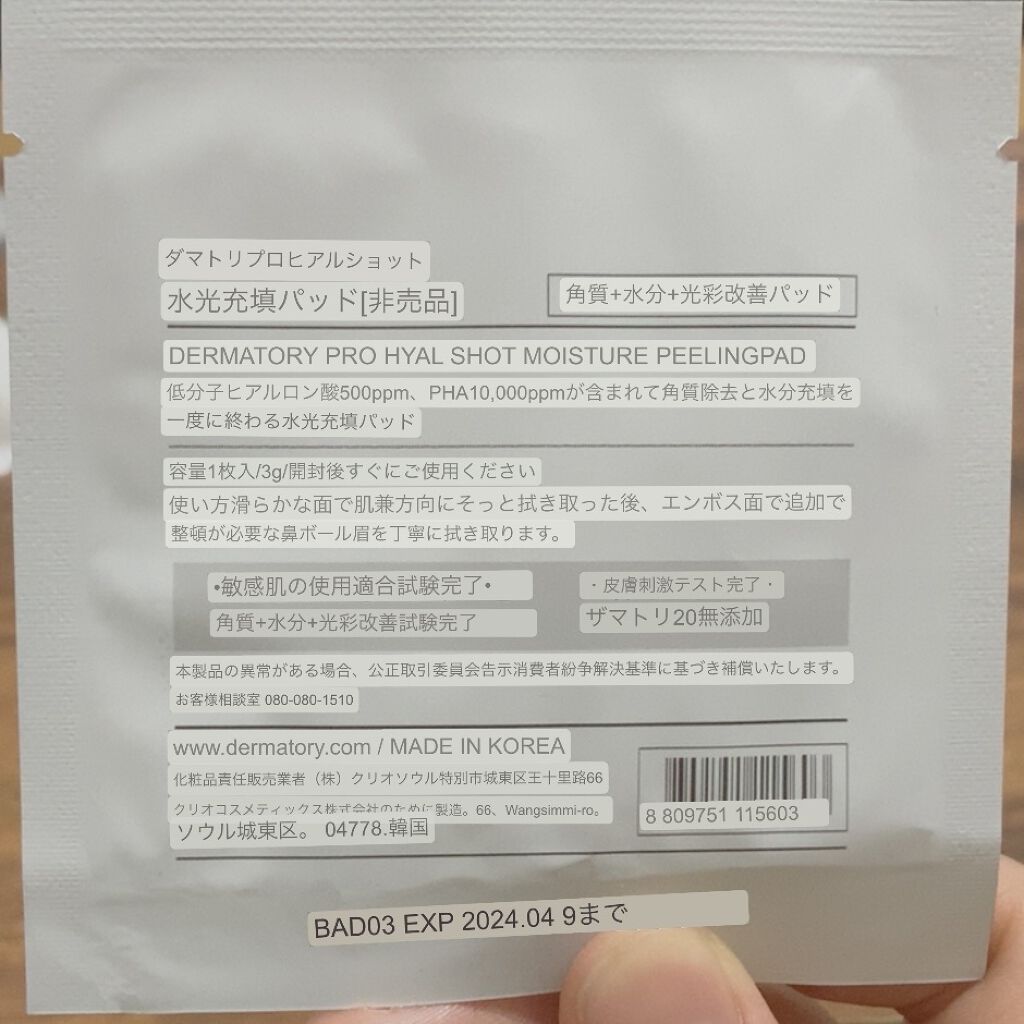 ダマトリプロヒアルショット
水光充填パッド[非売品]
角質+水分+光彩改善パッド
DERMATORY PRO HYAL SHOT MOISTURE PEELINGPAD
低分子ヒアルロン酸500ppm、PHA10,000ppmが含まれて角質除去と水分充填を
一度に終わる水光充填パッド
容量1枚入/3g/開封後すぐにご使用ください
使い方滑らかな面で肌兼方向にそっと拭き取った後、エンボス面で追加で
整頓が必要な鼻ボール眉を丁寧に拭き取ります。
•敏感肌の使用適合試験完了•
・皮膚刺激テスト完了・
角質+水分+光彩改善試験完了
ザマトリ20無添加
本製品の異常がある場合、公正取引委員会告示消費者紛争解決基準に基づき補償いたします。
お客様相談室 080-080-1510
www.dermatory.com / MADE IN KOREA
化粧品責任販売業者（株）クリオソウル特別市城東区王十里路66
クリオコスメティックス株式会社のために製造。66、Wangsimmi-ro。
ソウル城東区。 04778.韓国
8 809751 115603
BAD03 EXP 2024.04 9まで